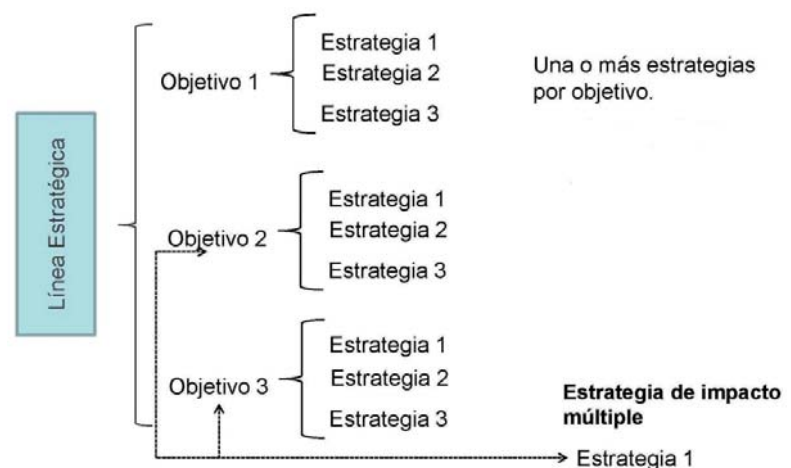 Línea Estratégica
Objetivo 1
Estrategia 1
Estrategia 2
Estrategia 3
Una o más estrategias
por objetivo.
Objetivo 2
Estrategia 1
Estrategia 2
Estrategia 3
Objetivo 3
Estrategia 1
Estrategia 2
Estrategia 3
Estrategia de impacto
múltiple
Estrategia 1